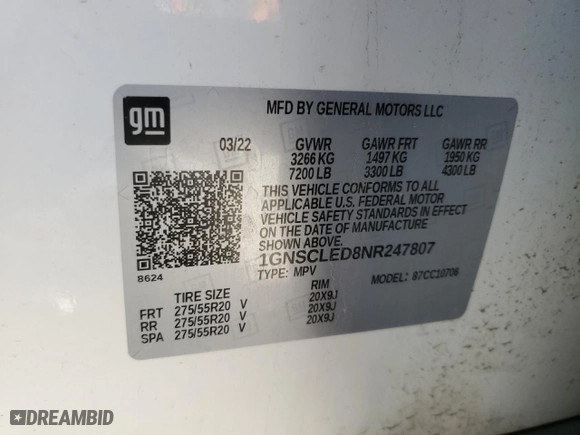 gm
MFD BY GENERAL MOTORS LLC
03/22 GVWR GAWR FRT GAWR RR
3266 KG 1497 KG 1950 KG
7200 LB 3300 LB 4300 LB
THIS VEHICLE CONFORMS TO ALL
APPLICABLE U.S. FEDERAL MOTOR
VEHICLE SAFETY STANDARDS IN EFFECT
ON THE DATE OF MANUFACTURE
SHOWN ABOVE.
1GNSCLED8NR247807
8624
TYPE: MPV MODEL: 87CC10706
TIRE SIZE RIM
FRT 275/55R20 V 20X9J
RR 275/55R20 V 20X9J
SPA 275/55R20 V 20X9J
DREAMBID